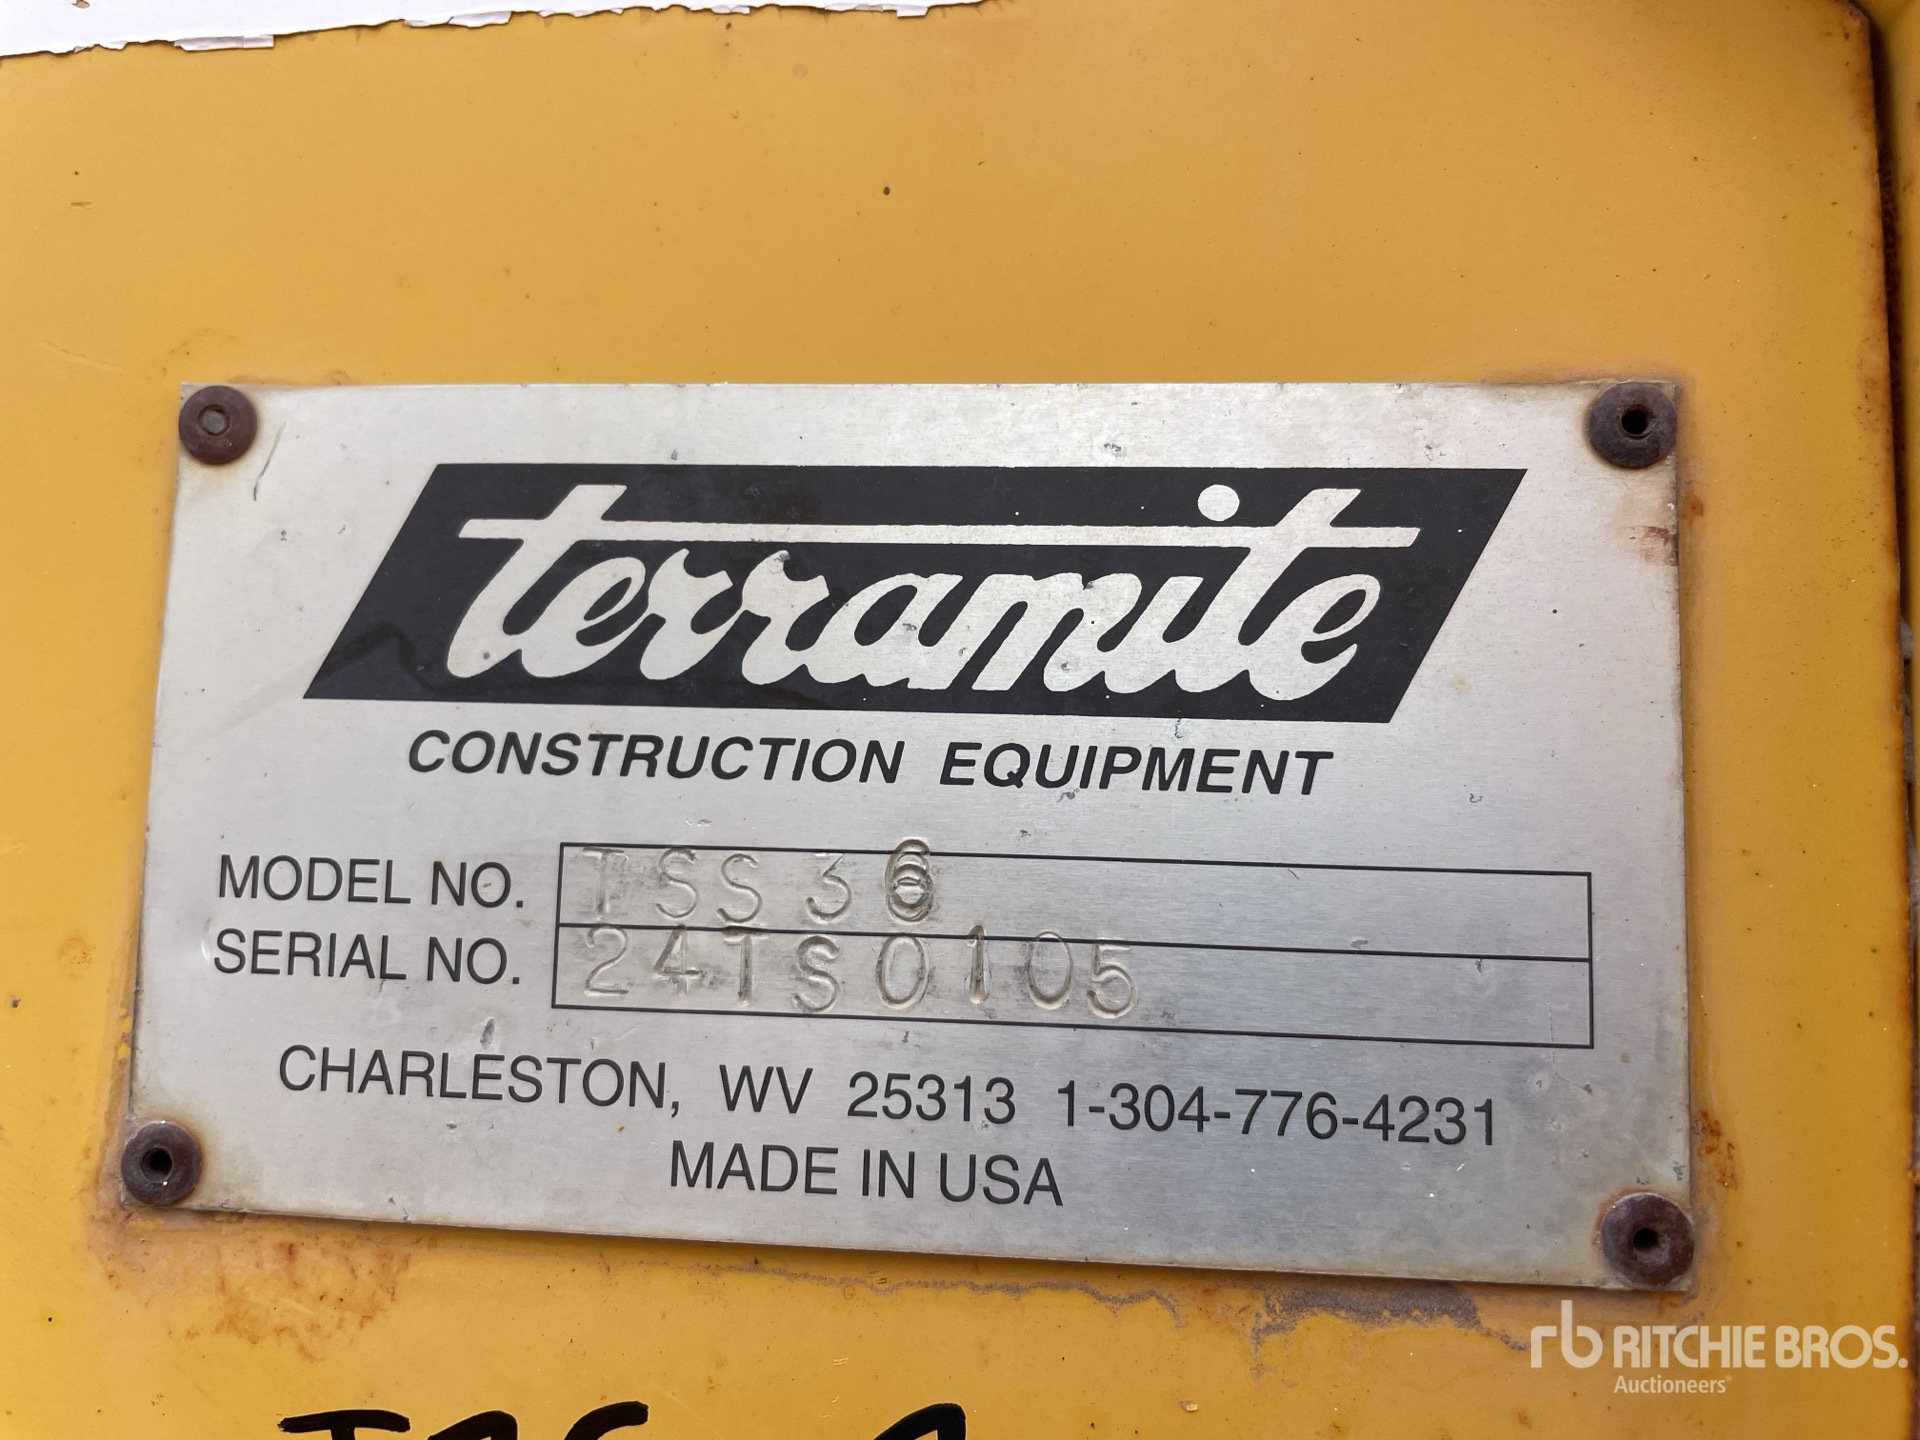 terramite
CONSTRUCTION EQUIPMENT
MODEL NO. TSS36
SERIAL NO. 24TS0105
CHARLESTON, WV 25313 1-304-776-4231
MADE IN USA
rb RITCHIE BROS.
Auctioneers